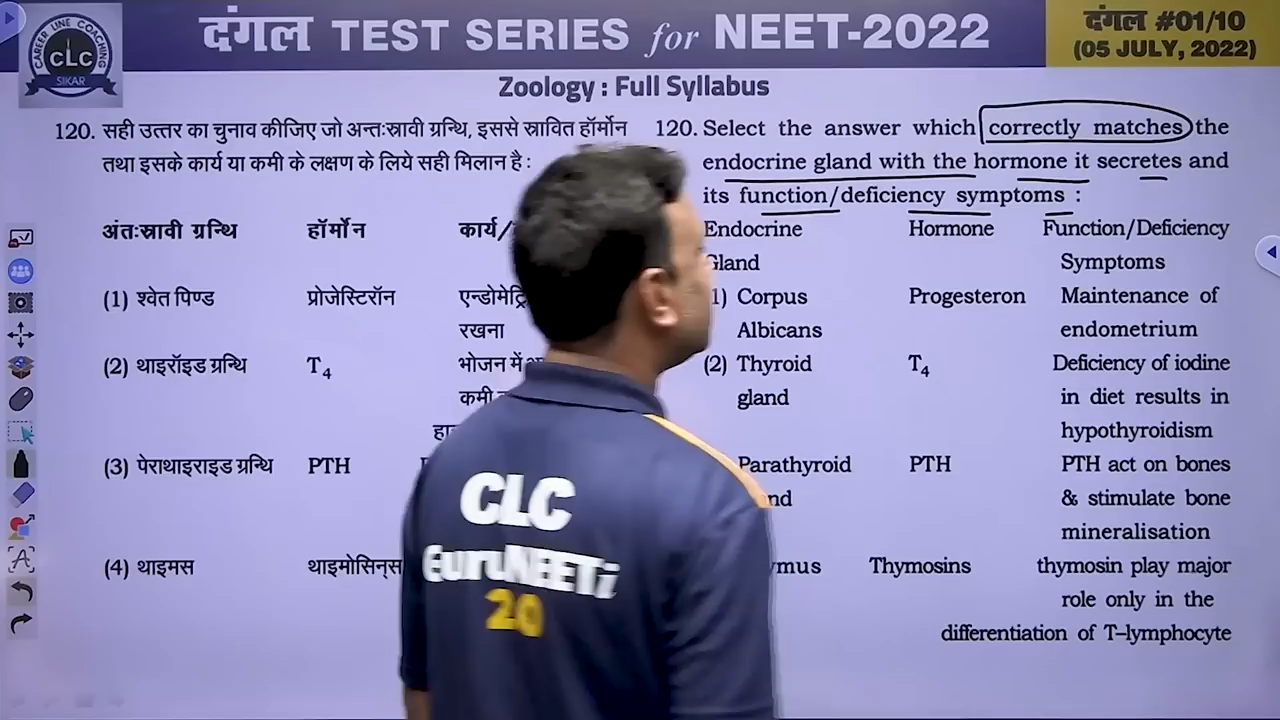 दंगल TEST SERIES for NEET-2022
दंगल #01/10
(05 JULY, 2022)
CAREER LINE COACHING
CLC
SIKAR
Zoology : Full Syllabus
120. सही उत्तर का चुनाव कीजिए जो अन्तःस्रावी ग्रन्थि, इससे स्रावित हॉर्मोन
तथा इसके कार्य या कमी के लक्षण के लिये सही मिलान है :
अंतःस्रावी ग्रन्थि हॉर्मोन कार्य/
(1) श्वेत पिण्ड प्रोजेस्टिरॉन
रखना
(2) थाइरॉइड ग्रन्थि T4 भोजन में
कमी
(3) पेराथाइराइड ग्रन्थि PTH
(4) थाइमस थाइमोसिन्स
120. Select the answer which correctly matches the
endocrine gland with the hormone it secretes and
its function/deficiency symptoms :
Endocrine Hormone Function/Deficiency
Gland Symptoms
1) Corpus Progesteron Maintenance of
Albicans endometrium
(2) Thyroid T4 Deficiency of iodine
gland in diet results in
hypothyroidism
Parathyroid PTH PTH act on bones
& stimulate bone
mineralisation
ymus Thymosins thymosin play major
role only in the
differentiation of T–lymphocyte
CLC
GuruNEETi
2.0